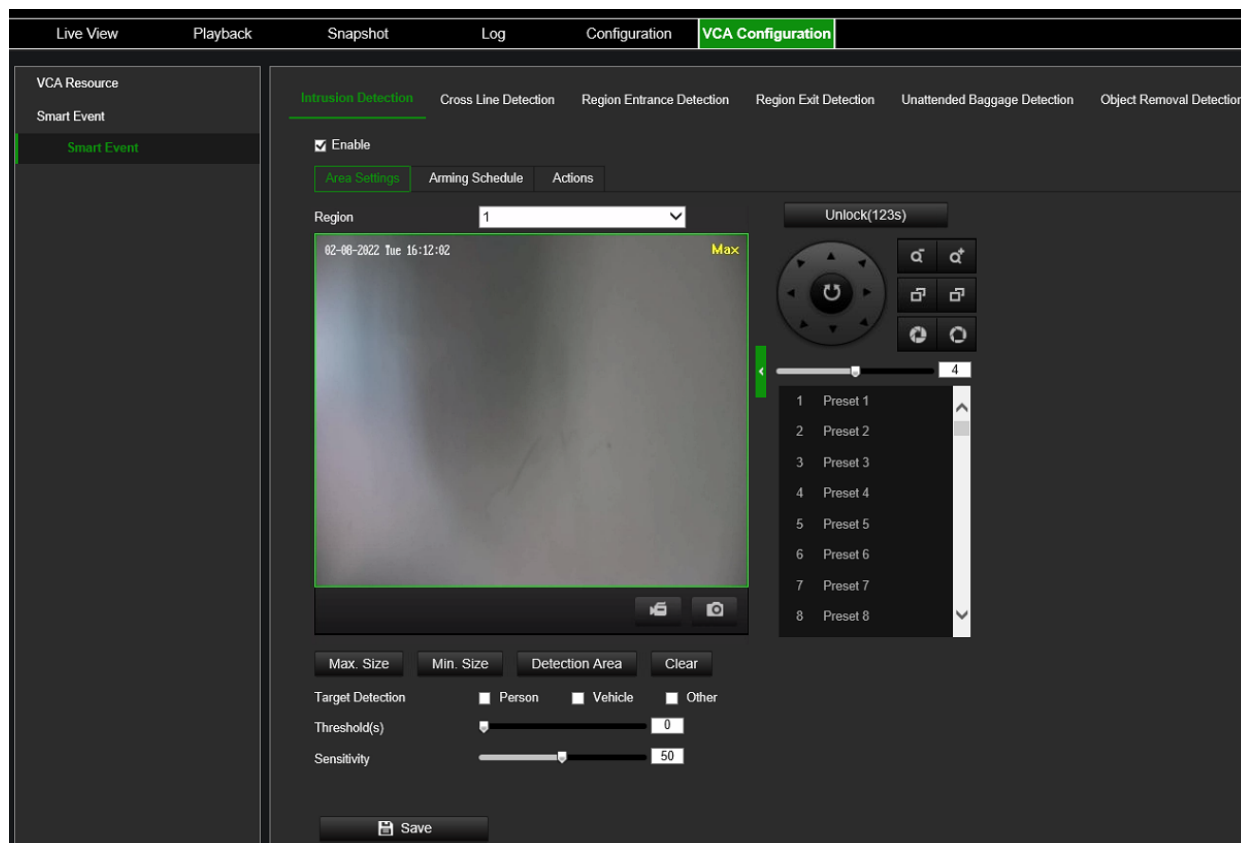 Live View Playback Snapshot Log Configuration VCA Configuration
VCA Resource
Smart Event
Smart Event
Intrusion Detection Cross Line Detection Region Entrance Detection Region Exit Detection Unattended Baggage Detection Object Removal Detection
Enable
Area Settings Arming Schedule Actions
Region 1
Unlock(123s)
02-08-2022 Tue 16:12:02 Max
4
1 Preset 1
2 Preset 2
3 Preset 3
4 Preset 4
5 Preset 5
6 Preset 6
7 Preset 7
8 Preset 8
Max. Size Min. Size Detection Area Clear
Target Detection Person Vehicle Other
Threshold(s) 0
Sensitivity 50
Save